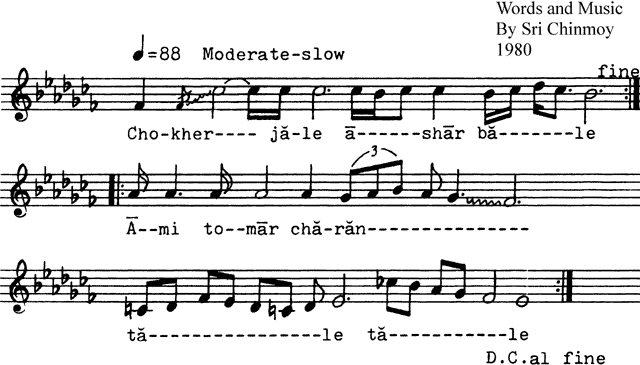 Words and Music
By Sri Chinmoy
1980
♩=88 Moderate-slow
fine
Cho-kher---- jă-le ā------shār bă-------le
3
Ā--mi to--mār chă-răn---------------
tă-----------------le tă-----------le
D.C.al fine